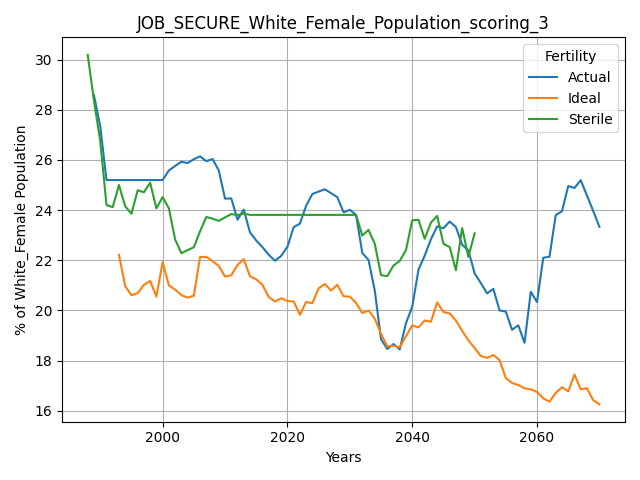 JOB_SECURE_White_Female_Population_scoring_3
% of White_Female Population
30
28
26
24
22
20
18
16
2000
2020
2040
2060
Years
Fertility
Actual
Ideal
Sterile